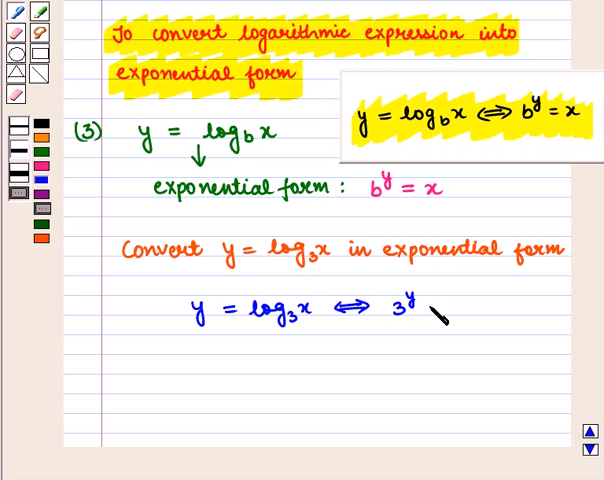 To convert logarithmic expression into
exponential form
y = log_b x ⟺ b^y = x
(3) y = log_b x
↓
exponential form : b^y = x
Convert y = log_3 x in exponential form
y = log_3 x ⟺ 3^y